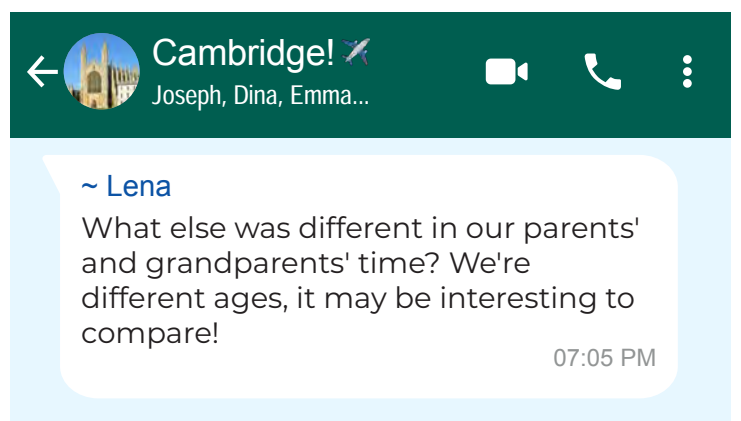 Cambridge! ✈️
Joseph, Dina, Emma...
~ Lena
What else was different in our parents'
and grandparents' time? We're
different ages, it may be interesting to
compare!
07:05 PM